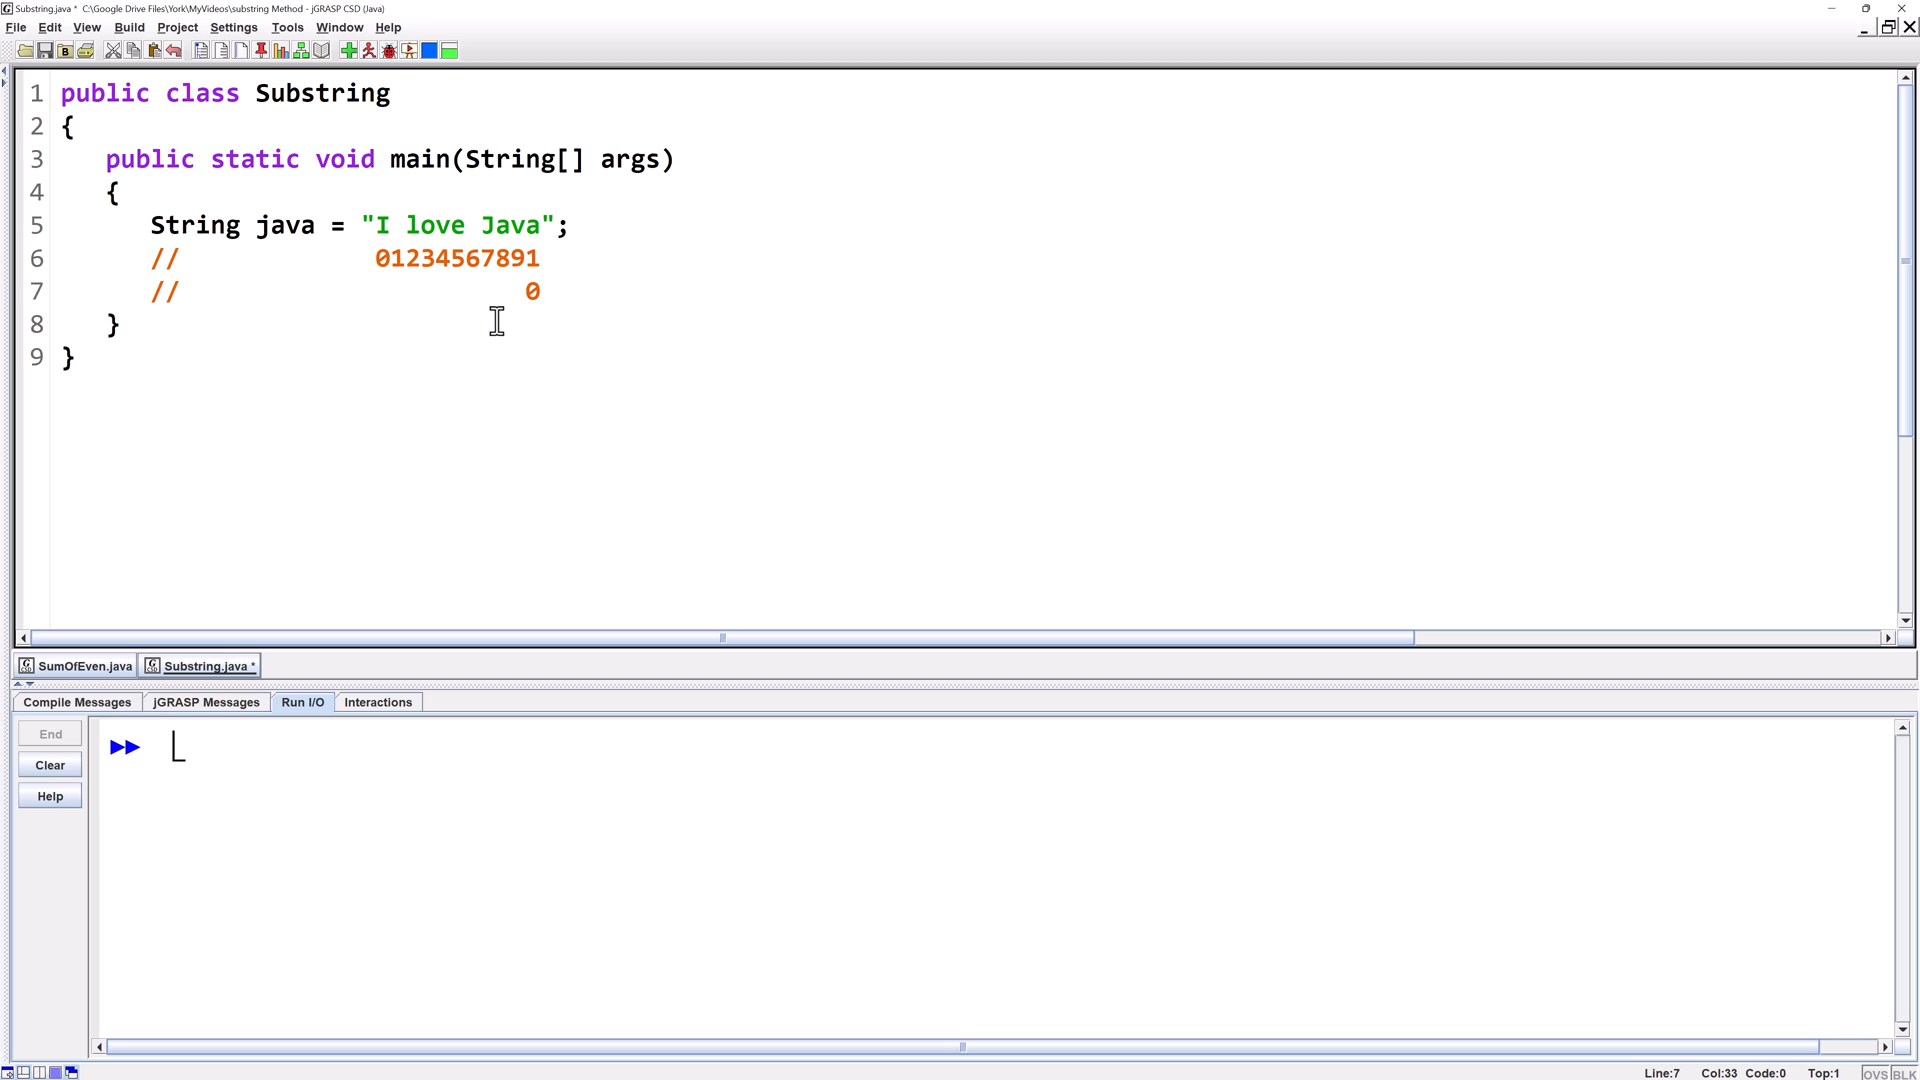 Substring.java * C:\Google Drive Files\York\MyVideos\substring Method - jGRASP CSD (Java)
File Edit View Build Project Settings Tools Window Help
1 public class Substring
2 {
3 public static void main(String[] args)
4 {
5 String java = "I love Java";
6 // 01234567891
7 // 0
8 }
9 }
SumOfEven.java Substring.java *
Compile Messages jGRASP Messages Run I/O Interactions
End
Clear
Help
Line:7 Col:33 Code:0 Top:1 OVS BLK